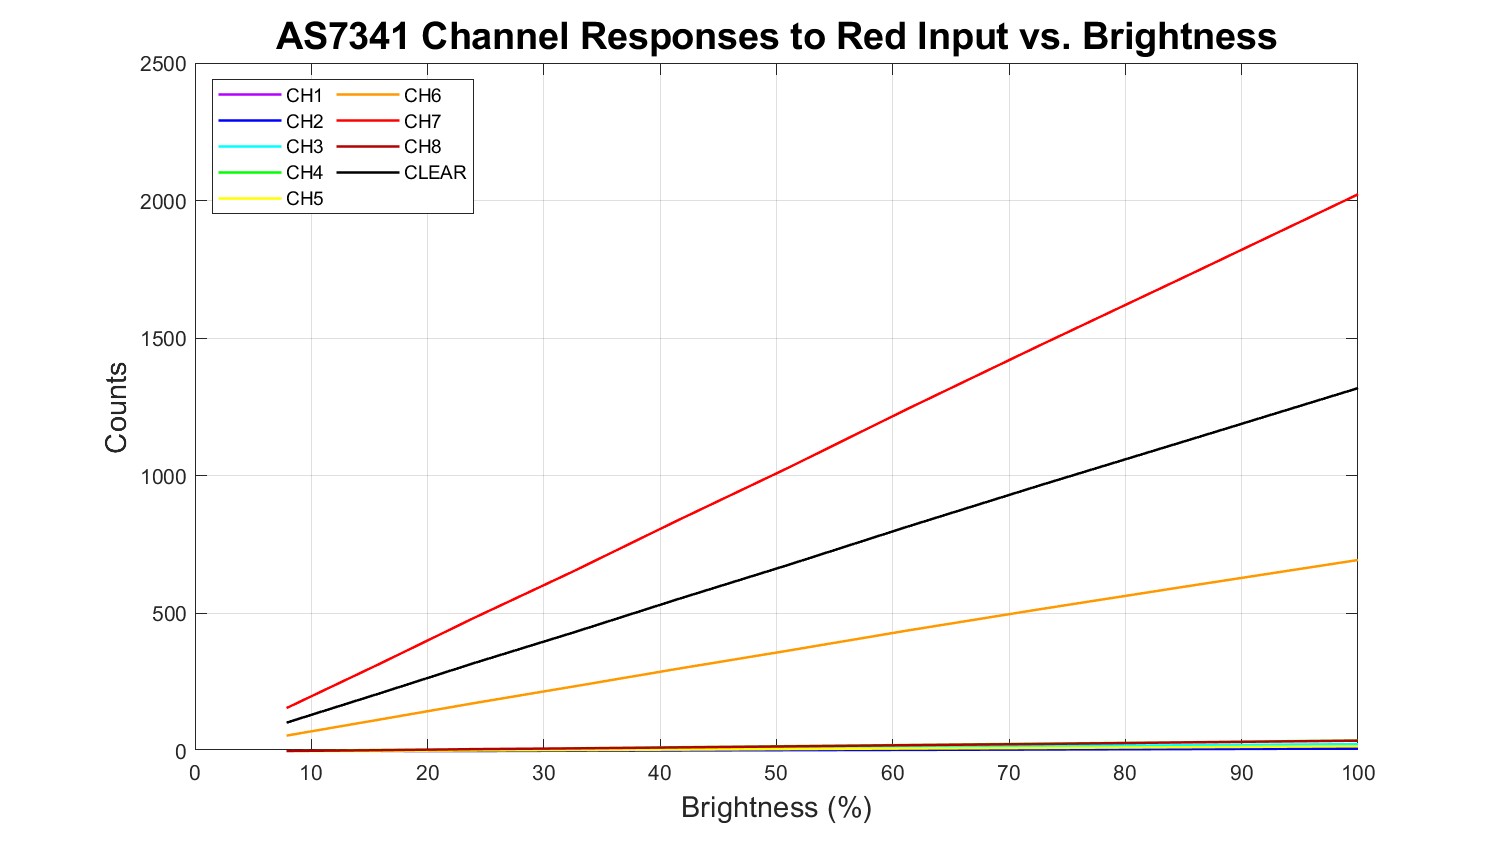 AS7341 Channel Responses to Red Input vs. Brightness
2500
2000
1500
1000
500
0
Counts
CH1 CH6
CH2 CH7
CH3 CH8
CH4 CLEAR
CH5
0 10 20 30 40 50 60 70 80 90 100
Brightness (%)